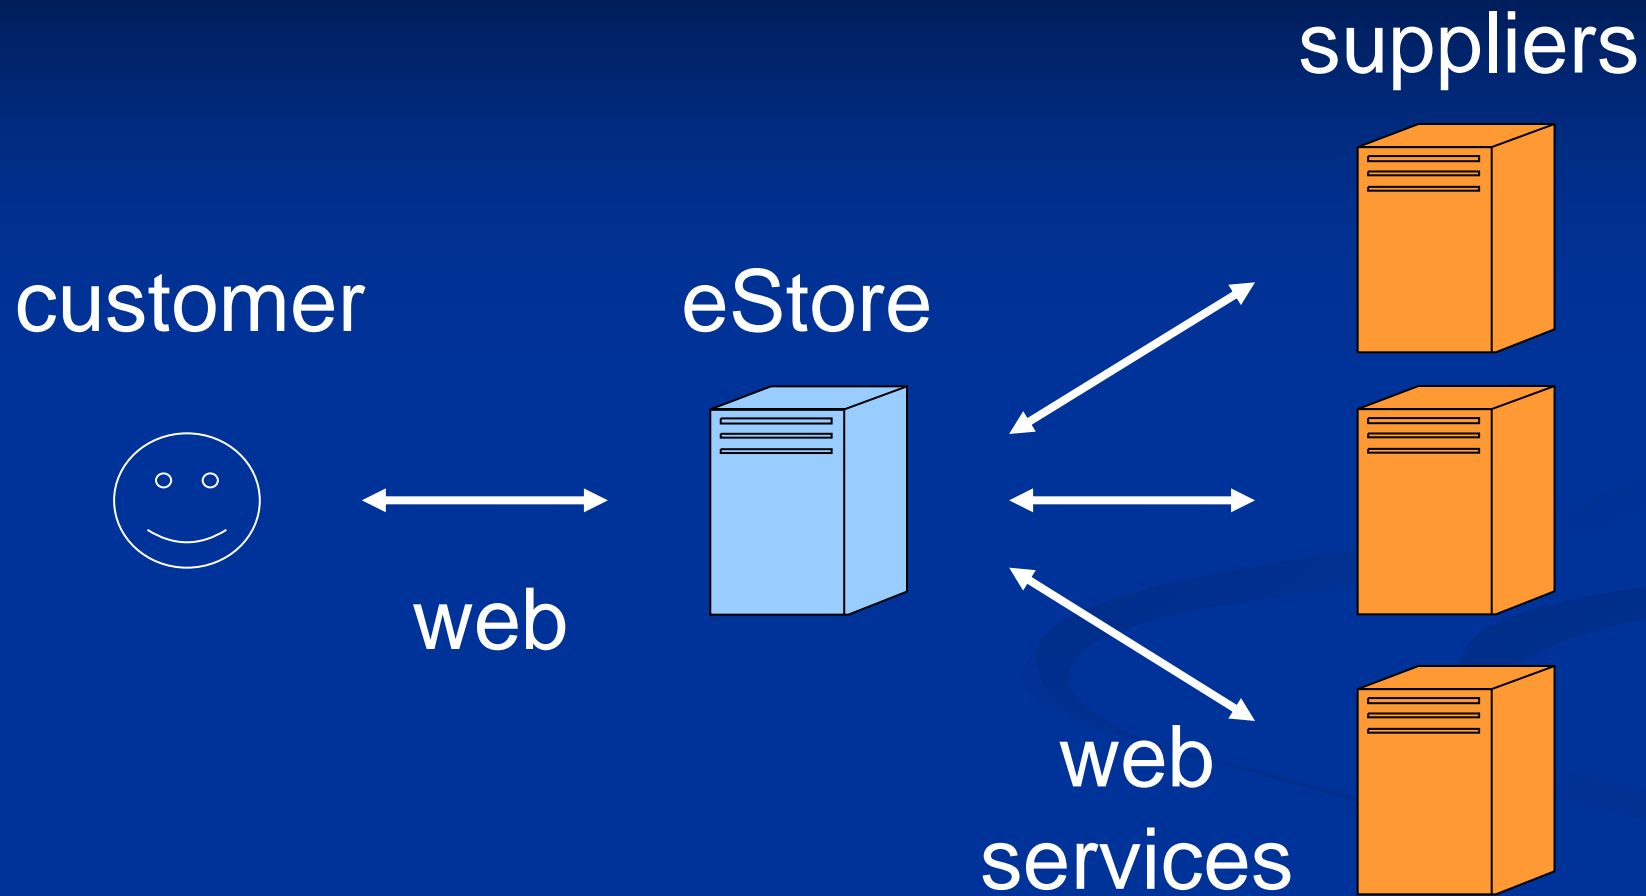 suppliers
customer
eStore
web
web
services